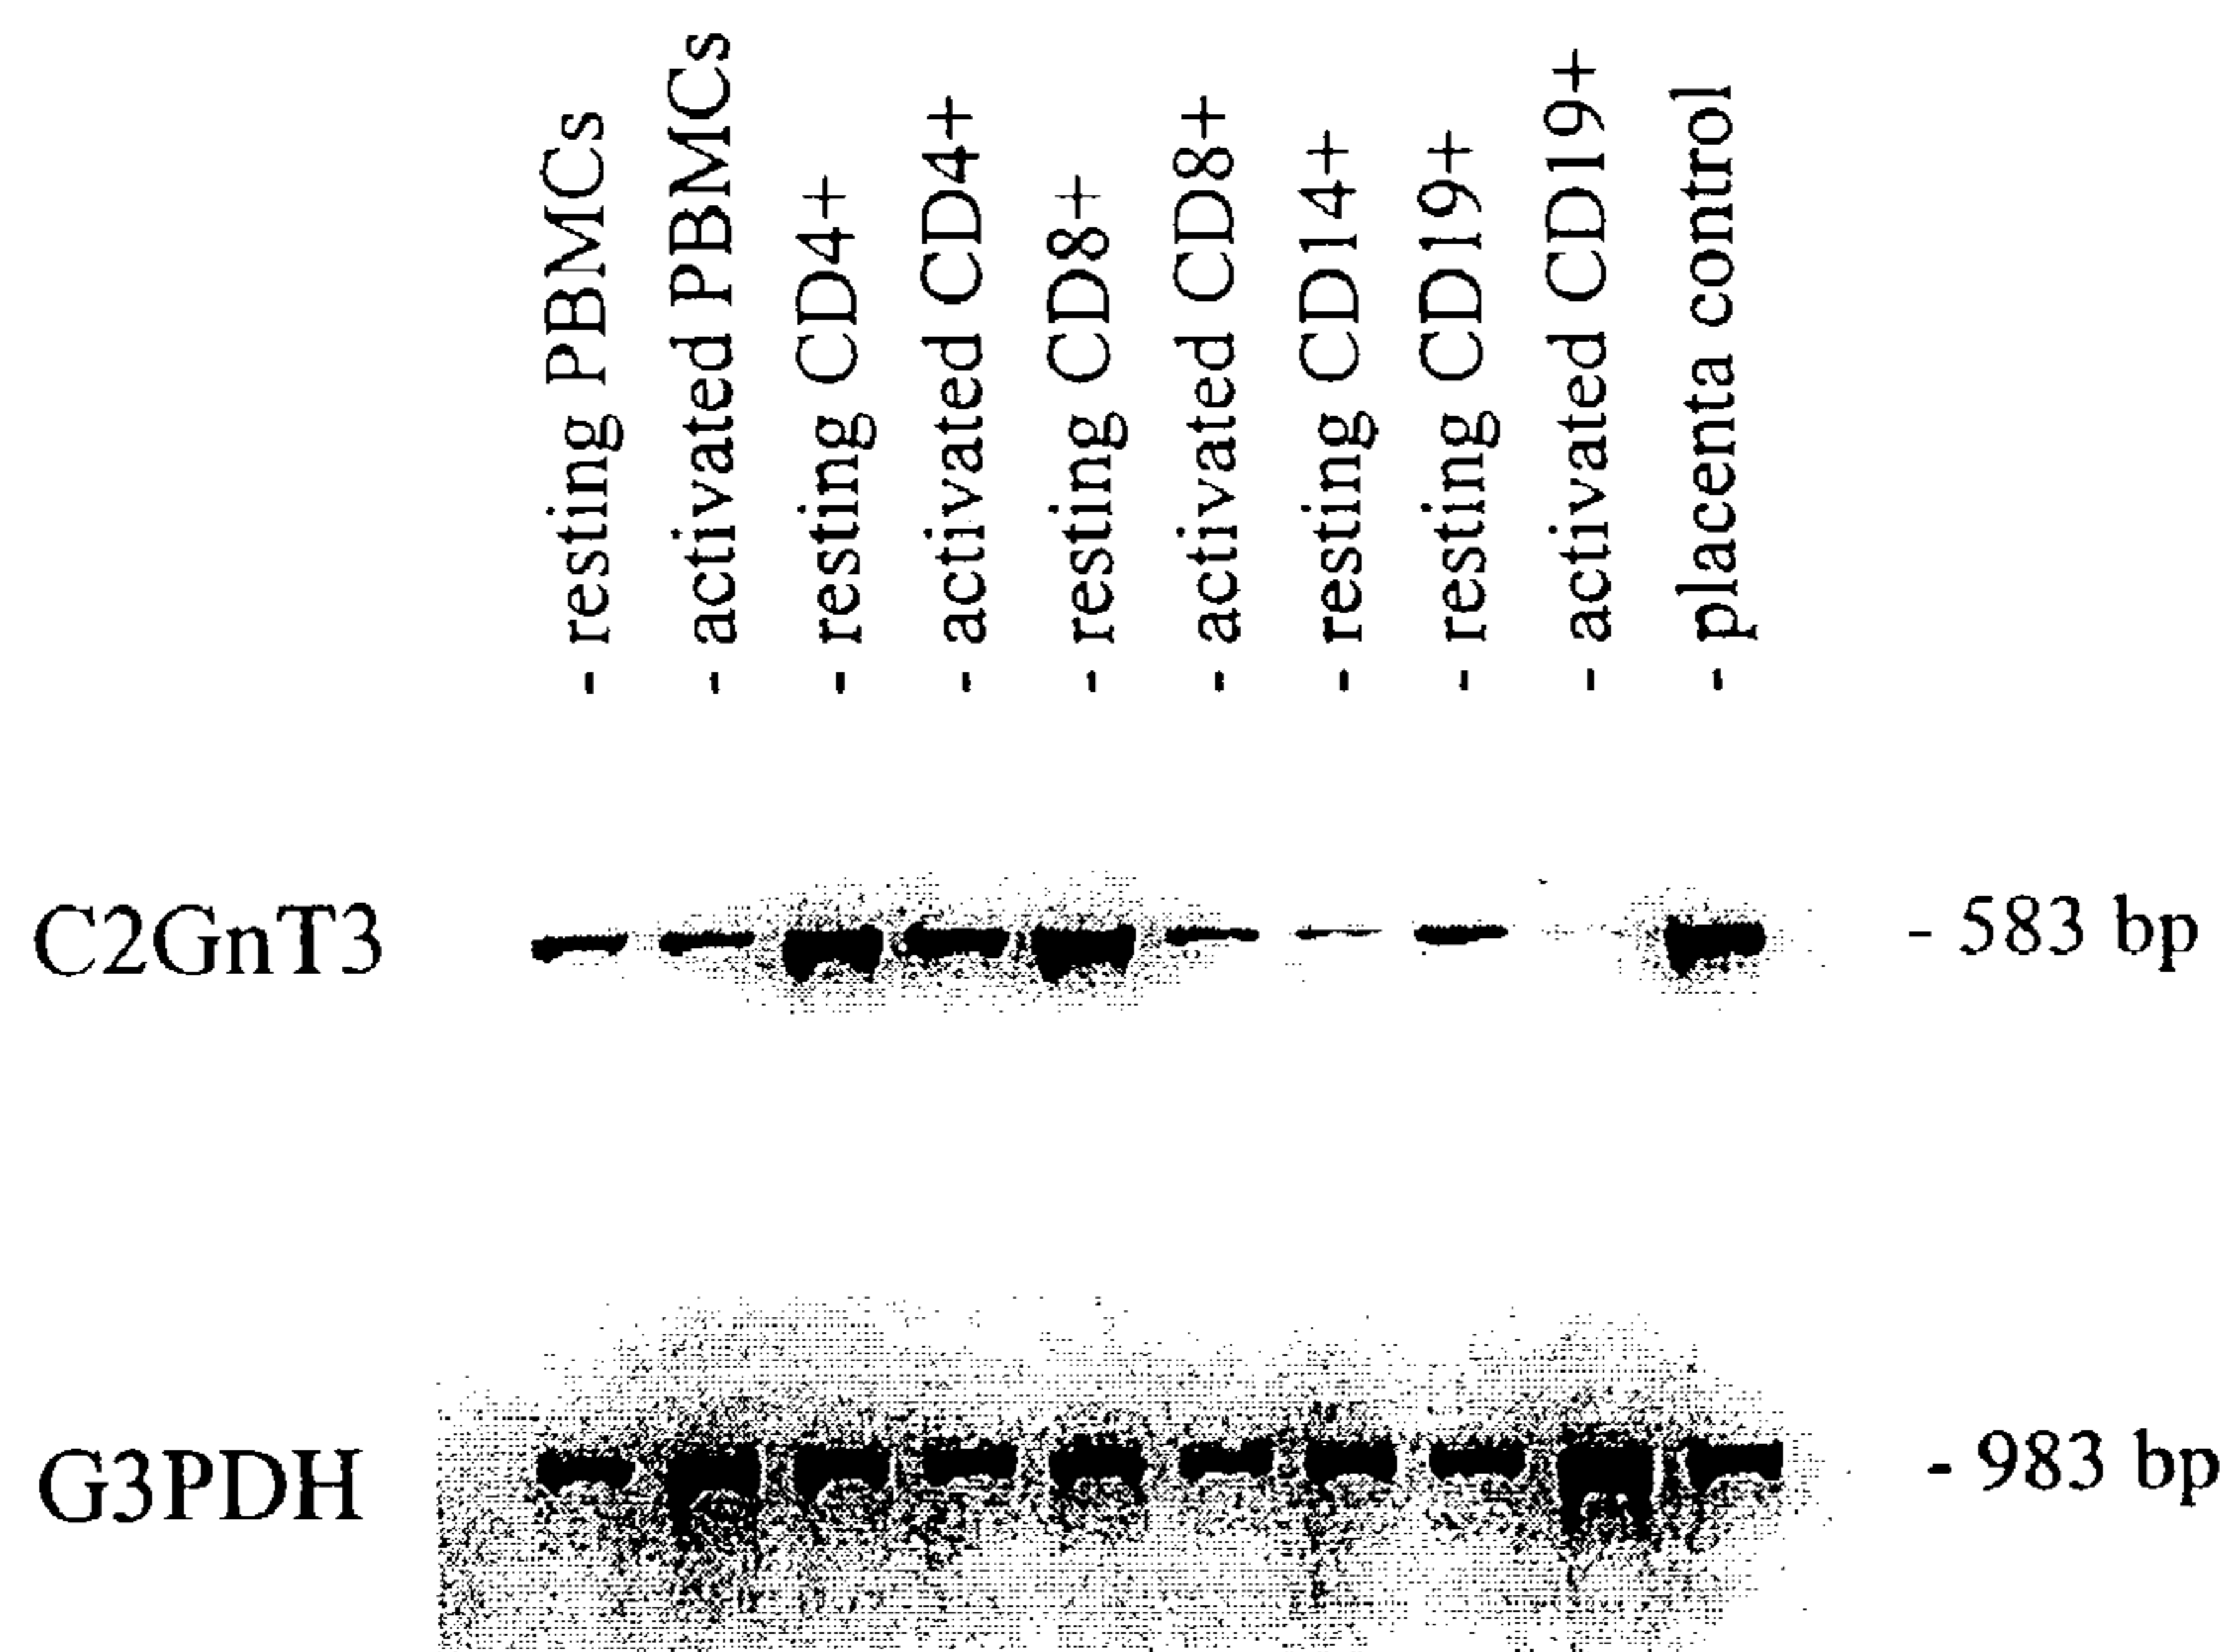 - resting PBMCs
- activated PBMCs
- resting CD4+
- activated CD4+
- resting CD8+
- activated CD8+
- resting CD14+
- resting CD19+
- activated CD19+
- placenta control
C2GnT3
- 583 bp
G3PDH
- 983 bp